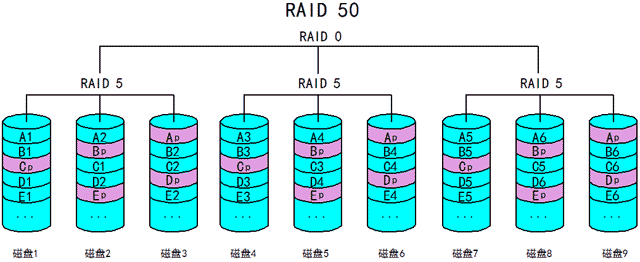 RAID 50
RAID 0
RAID 5 RAID 5 RAID 5
A1 A2 Ap A3 A4 Ap A5 A6 Ap
B1 Bp B2 B3 Bp B4 B5 Bp B6
Cp C1 C2 Cp C3 C4 Cp C5 C6
D1 D2 Dp D3 D4 Dp D5 D6 Dp
E1 Ep E2 E3 Ep E4 E5 Ep E6
... ... ... ... ... ... ... ... ...
磁盘1 磁盘2 磁盘3 磁盘4 磁盘5 磁盘6 磁盘7 磁盘8 磁盘9